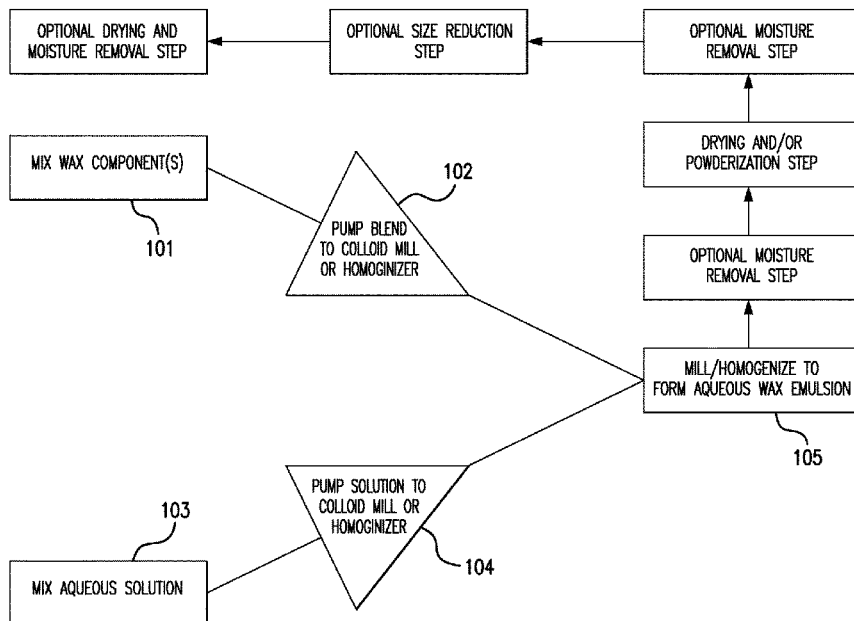 OPTIONAL DRYING AND
MOISTURE REMOVAL STEP
OPTIONAL SIZE REDUCTION
STEP
OPTIONAL MOISTURE
REMOVAL STEP
MIX WAX COMPONENT(S)
101
PUMP BLEND
TO COLLOID MILL
OR HOMOGINIZER
102
DRYING AND/OR
POWDERIZATION STEP
OPTIONAL MOISTURE
REMOVAL STEP
MILL/HOMOGENIZE TO
FORM AQUEOUS WAX EMULSION
105
103
MIX AQUEOUS SOLUTION
PUMP SOLUTION TO
COLLOID MILL OR
HOMOGINIZER
104